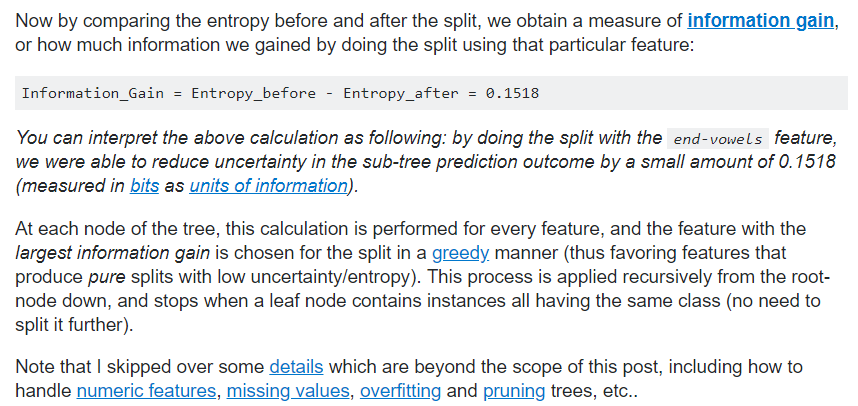 Now by comparing the entropy before and after the split, we obtain a measure of information gain,
or how much information we gained by doing the split using that particular feature:
Information_Gain = Entropy_before - Entropy_after = 0.1518
You can interpret the above calculation as following: by doing the split with the end-vowels feature,
we were able to reduce uncertainty in the sub-tree prediction outcome by a small amount of 0.1518
(measured in bits as units of information).
At each node of the tree, this calculation is performed for every feature, and the feature with the
largest information gain is chosen for the split in a greedy manner (thus favoring features that
produce pure splits with low uncertainty/entropy). This process is applied recursively from the root-
node down, and stops when a leaf node contains instances all having the same class (no need to
split it further).
Note that I skipped over some details which are beyond the scope of this post, including how to
handle numeric features, missing values, overfitting and pruning trees, etc..